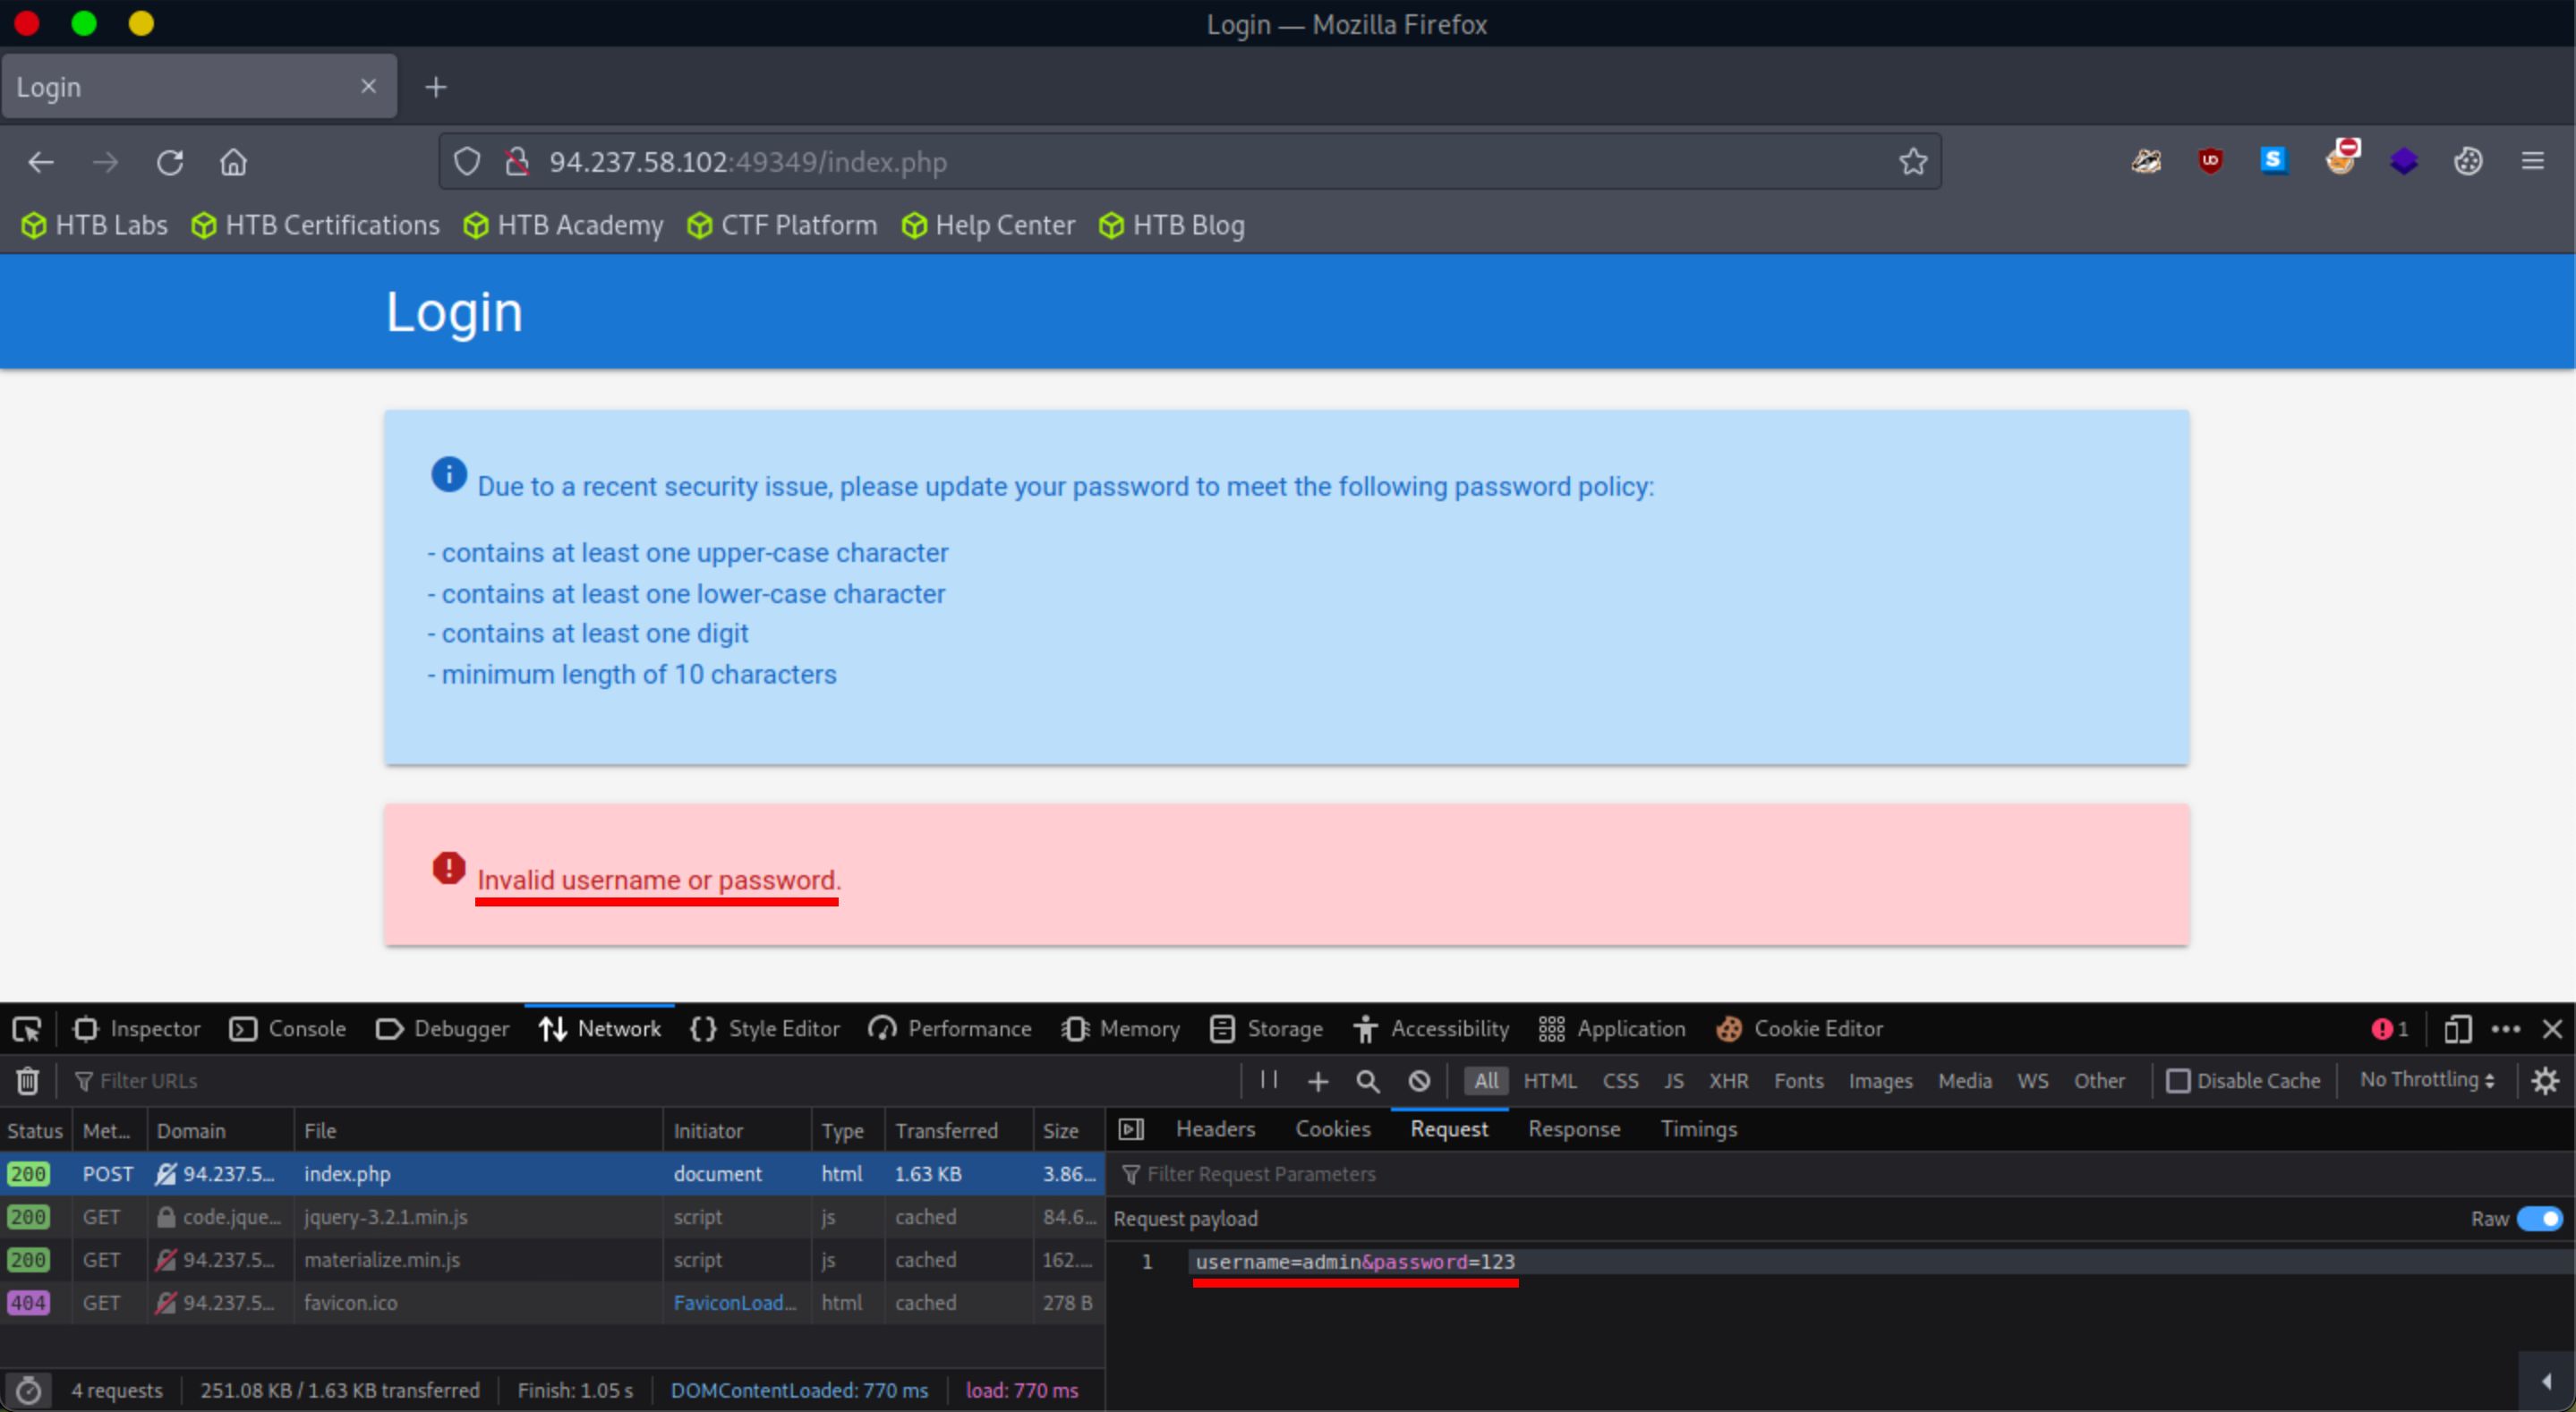 Login — Mozilla Firefox
Login
94.237.58.102:49349/index.php
HTB Labs HTB Certifications HTB Academy CTF Platform Help Center HTB Blog
Login
Due to a recent security issue, please update your password to meet the following password policy:
- contains at least one upper-case character
- contains at least one lower-case character
- contains at least one digit
- minimum length of 10 characters
Invalid username or password.
Inspector Console Debugger Network Style Editor Performance Memory Storage Accessibility Application Cookie Editor 1
Filter URLs All HTML CSS JS XHR Fonts Images Media WS Other Disable Cache No Throttling
Status Met... Domain File Initiator Type Transferred Size Headers Cookies Request Response Timings
200 POST 94.237.5... index.php document html 1.63 KB 3.86... Filter Request Parameters
200 GET code.jque... jquery-3.2.1.min.js script js cached 84.6... Request payload Raw
200 GET 94.237.5... materialize.min.js script js cached 162.... 1 username=admin&password=123
404 GET 94.237.5... favicon.ico FaviconLoad... html cached 278 B
4 requests 251.08 KB / 1.63 KB transferred Finish: 1.05 s DOMContentLoaded: 770 ms load: 770 ms